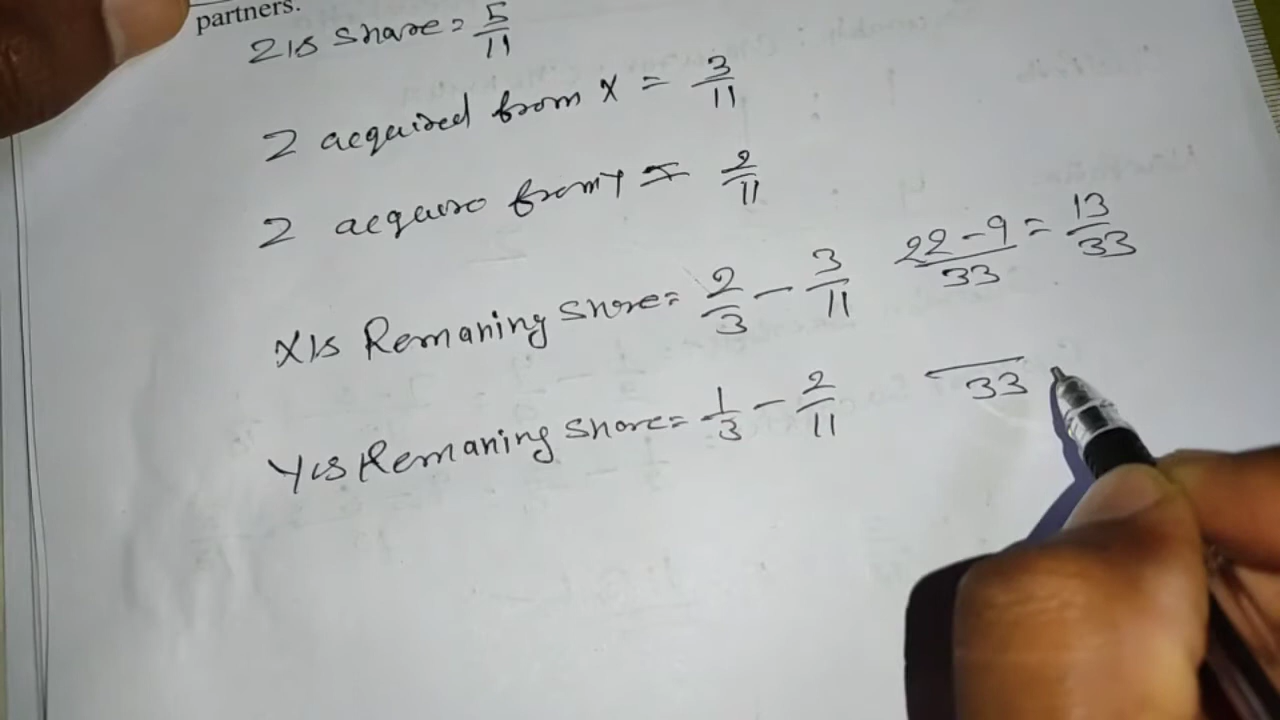 partners.
Z's share = 5/11
Z acquired from X = 3/11
Z acquire from Y = 2/11
X's Remaning Share = 2/3 - 3/11 22-9/33 = 13/33
Y's Remaning Share = 1/3 - 2/11 /33